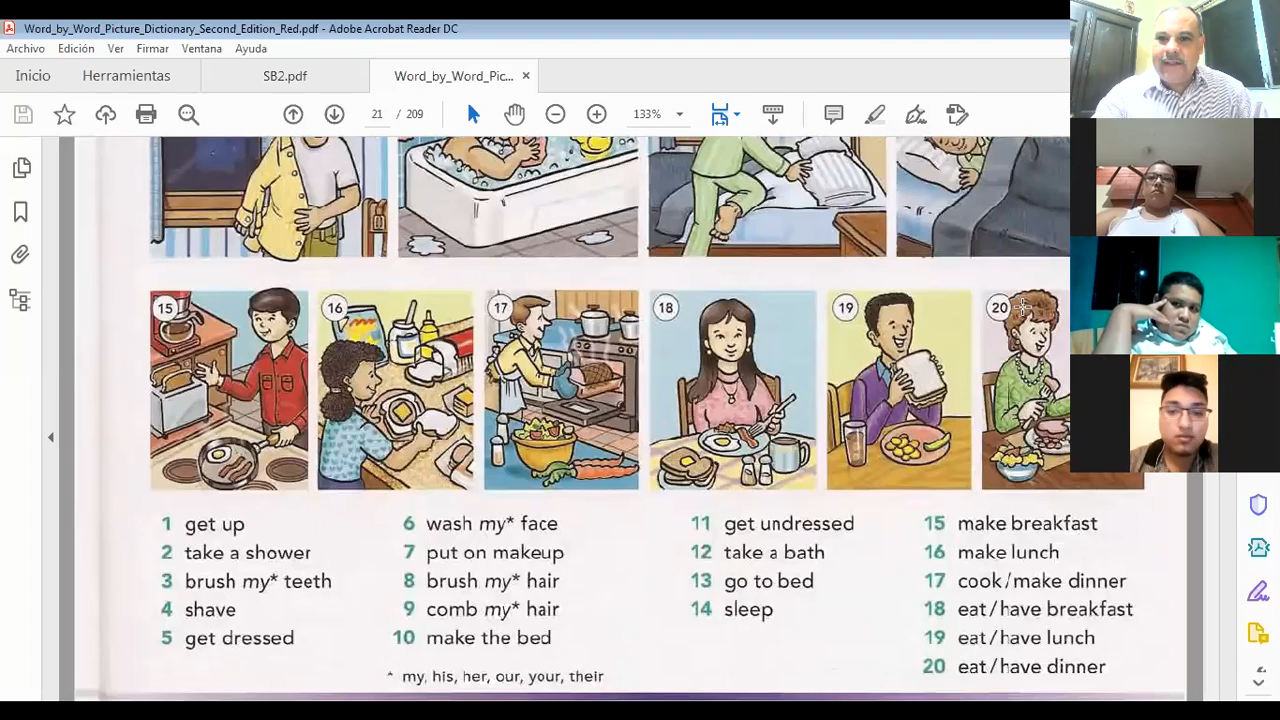 Word_by_Word_Picture_Dictionary_Second_Edition_Red.pdf - Adobe Acrobat Reader DC
Archivo Edición Ver Firmar Ventana Ayuda
Inicio Herramientas SB2.pdf Word_by_Word_Pic... ×
21 / 209 133%
15 16 17 18 19 20
1 get up
2 take a shower
3 brush my* teeth
4 shave
5 get dressed
6 wash my* face
7 put on makeup
8 brush my* hair
9 comb my* hair
10 make the bed
* my, his, her, our, your, their
11 get undressed
12 take a bath
13 go to bed
14 sleep
15 make breakfast
16 make lunch
17 cook/make dinner
18 eat/have breakfast
19 eat/have lunch
20 eat/have dinner